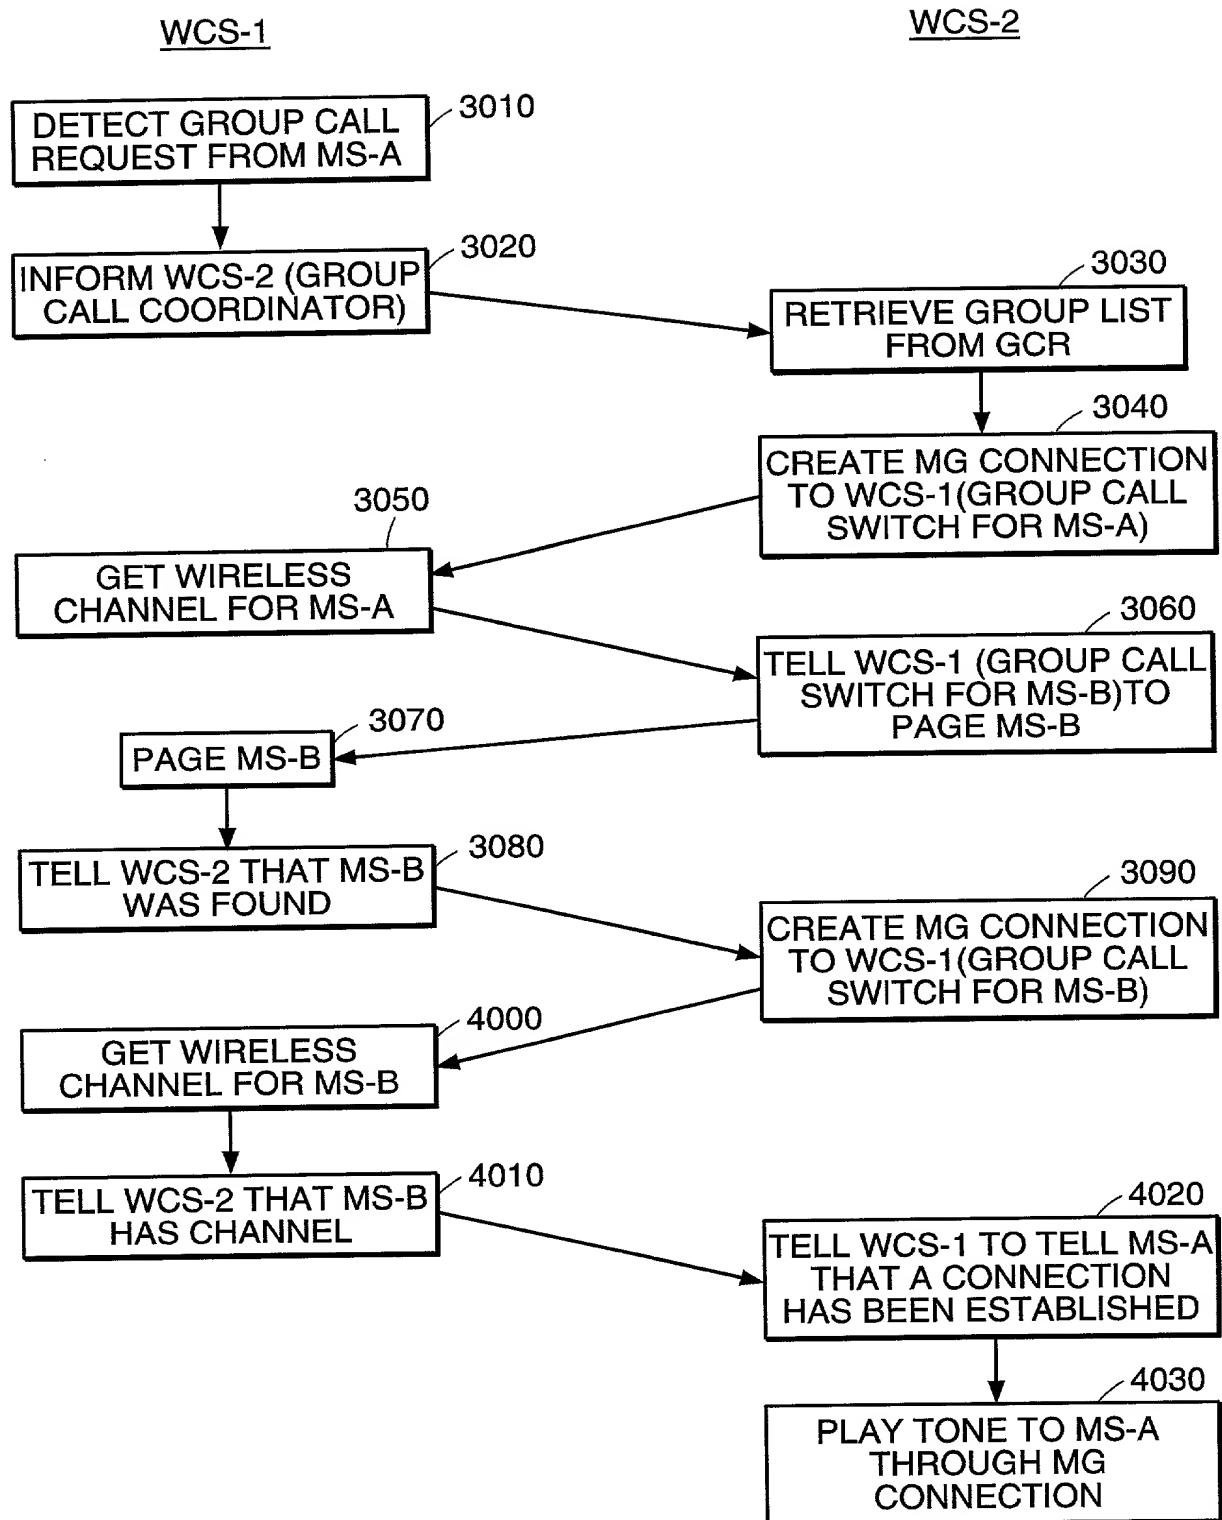 WCS-1
WCS-2
3010
DETECT GROUP CALL
REQUEST FROM MS-A
3020
INFORM WCS-2 (GROUP
CALL COORDINATOR)
3030
RETRIEVE GROUP LIST
FROM GCR
3040
CREATE MG CONNECTION
TO WCS-1(GROUP CALL
SWITCH FOR MS-A)
3050
GET WIRELESS
CHANNEL FOR MS-A
3060
TELL WCS-1 (GROUP CALL
SWITCH FOR MS-B)TO
PAGE MS-B
3070
PAGE MS-B
3080
TELL WCS-2 THAT MS-B
WAS FOUND
3090
CREATE MG CONNECTION
TO WCS-1(GROUP CALL
SWITCH FOR MS-B)
4000
GET WIRELESS
CHANNEL FOR MS-B
4010
TELL WCS-2 THAT MS-B
HAS CHANNEL
4020
TELL WCS-1 TO TELL MS-A
THAT A CONNECTION
HAS BEEN ESTABLISHED
4030
PLAY TONE TO MS-A
THROUGH MG
CONNECTION